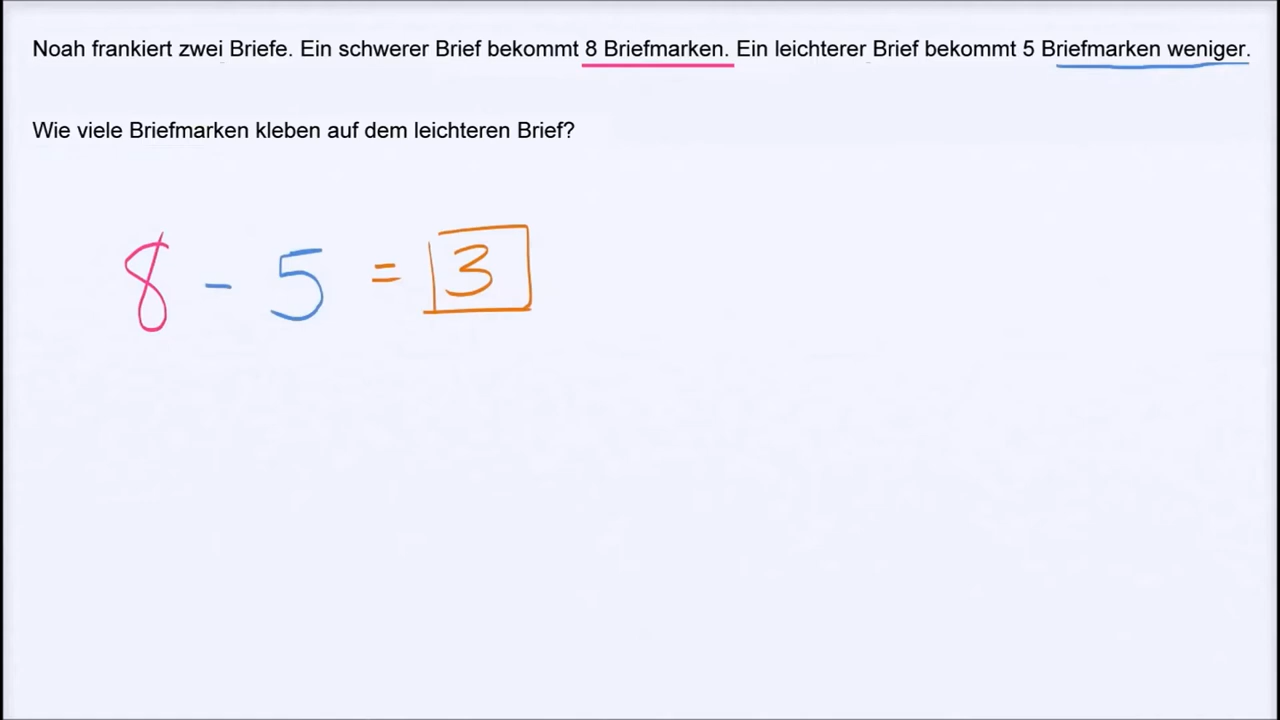 Noah frankiert zwei Briefe. Ein schwerer Brief bekommt 8 Briefmarken. Ein leichterer Brief bekommt 5 Briefmarken weniger.
Wie viele Briefmarken kleben auf dem leichteren Brief?
8 - 5 = 3